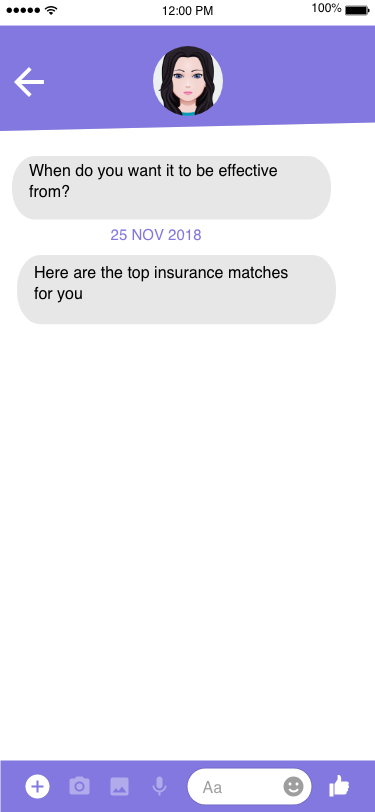 12:00 PM
100%
When do you want it to be effective
from?
25 NOV 2018
Here are the top insurance matches
for you
Aa